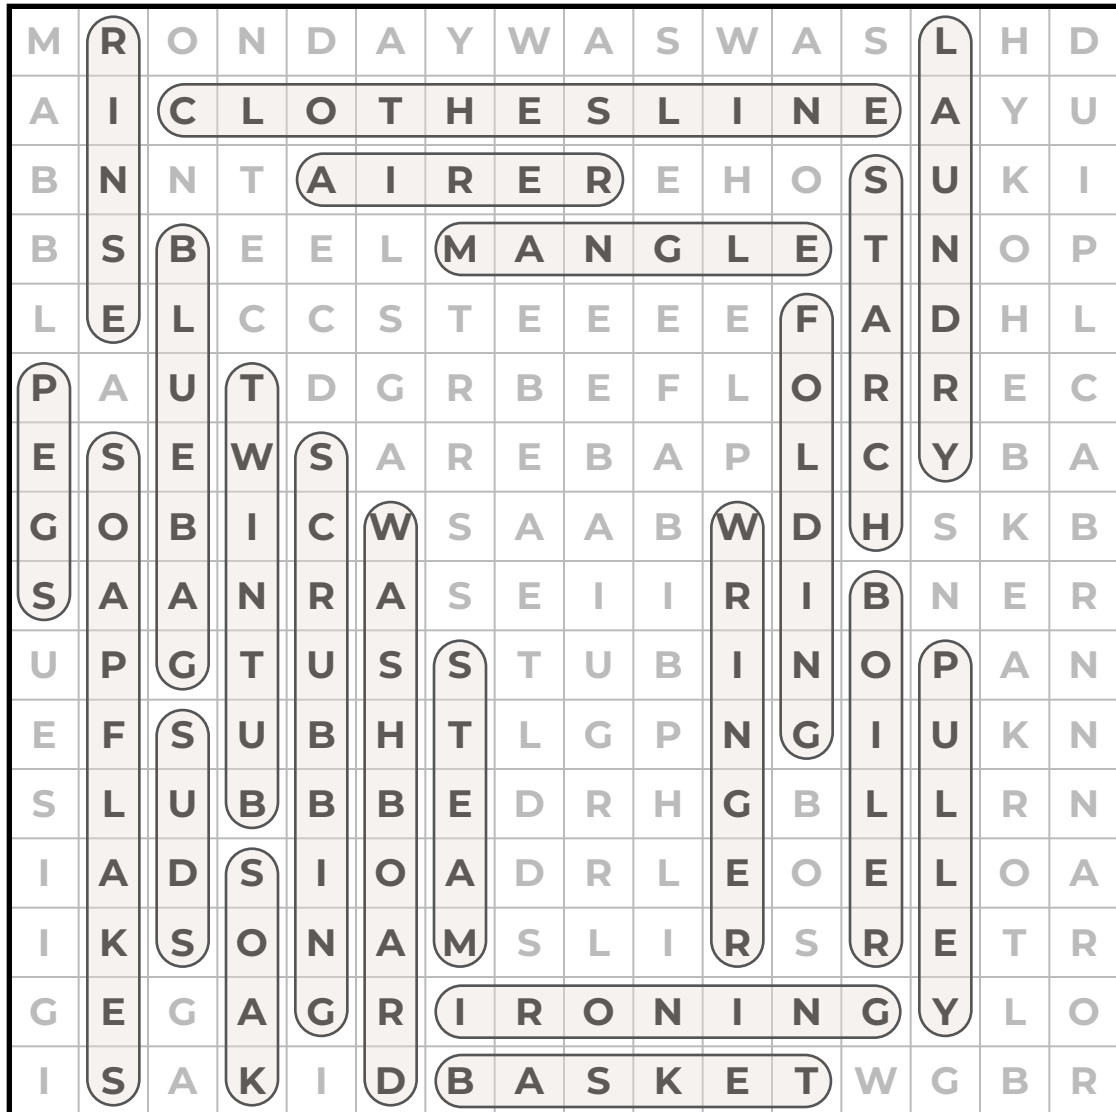 M R O N D A Y W A S W A S L H D
A I C L O T H E S L I N E A Y U
B N N T A I R E R E H O S U K I
B S B E E L M A N G L E T N O P
L E L C C S T E E E E F A D H L
P A U T D G R B E F L O R R E C
E S E W S A R E B A P L C Y B A
G O B I C W S A A B W D H S K B
S A A N R A S E I I R I B N E R
U P G T U S S T U B I N O P A N
E F S U B H T L G P N G I U K N
S L U B B B E D R H G B L L R N
I A D S I O A D R L E O E L O A
I K S O N A M S L I R S R E T R
G E G A G R I R O N I N G Y L O
I S A K I D B A S K E T W G B R